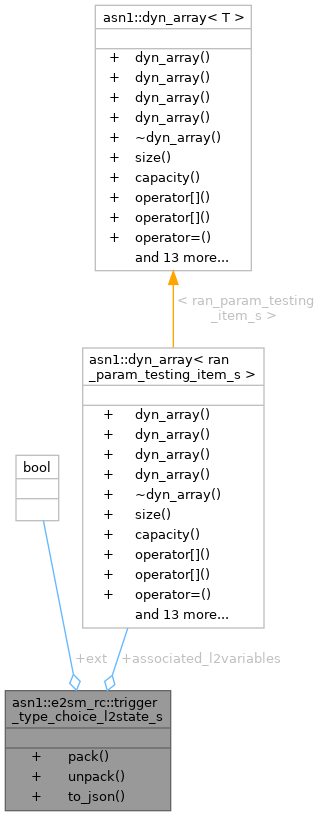 asn1::dyn_array< T >
+ dyn_array()
+ dyn_array()
+ dyn_array()
+ dyn_array()
+ ~dyn_array()
+ size()
+ capacity()
+ operator[]()
+ operator[]()
+ operator=()
and 13 more...
< ran_param_testing
_item_s >
asn1::dyn_array< ran
_param_testing_item_s >
+ dyn_array()
+ dyn_array()
+ dyn_array()
+ dyn_array()
+ ~dyn_array()
+ size()
+ capacity()
+ operator[]()
+ operator[]()
+ operator=()
and 13 more...
bool
+ext
+associated_l2variables
asn1::e2sm_rc::trigger
_type_choice_l2state_s
+ pack()
+ unpack()
+ to_json()